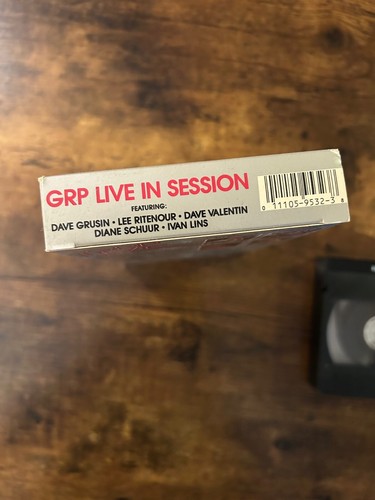 GRP LIVE IN SESSION
FEATURING:
DAVE GRUSIN • LEE RITENOUR • DAVE VALENTIN
DIANE SCHUUR • IVAN LINS
0 11105-9532-3 8